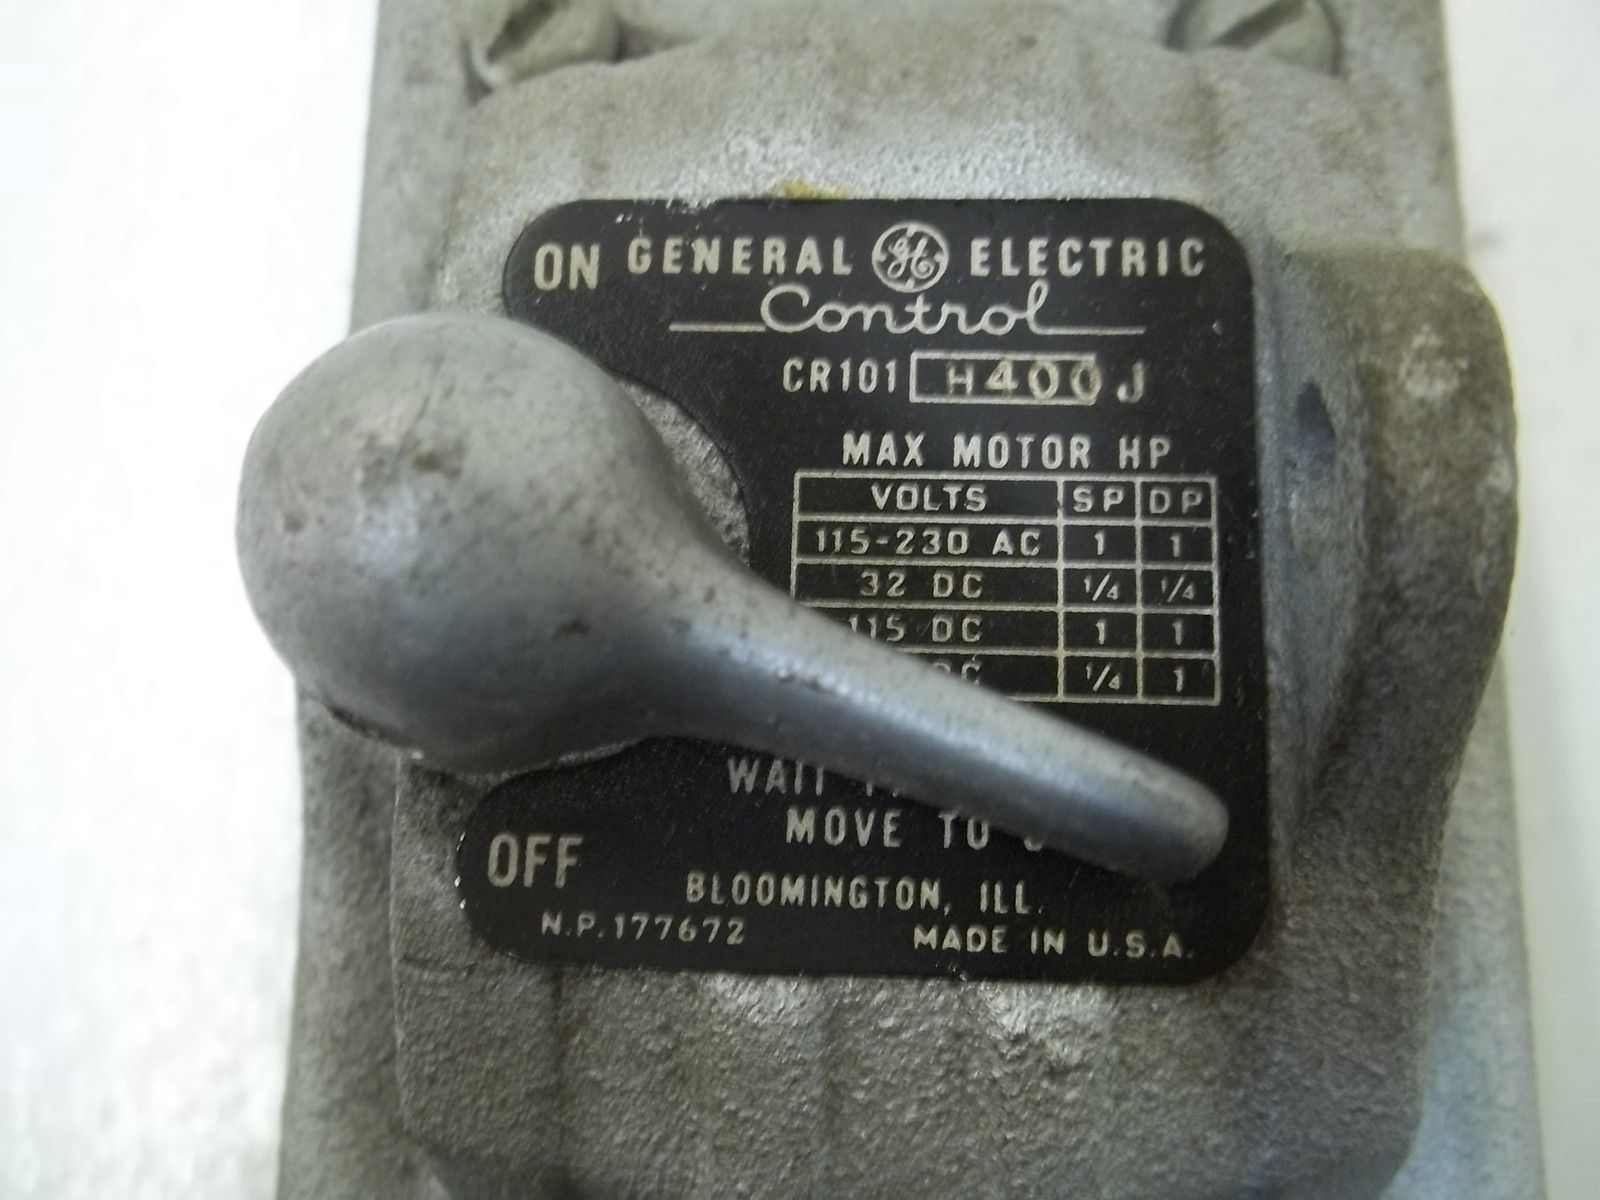 ON GENERAL GE ELECTRIC
Control
CR101 H400 J
MAX MOTOR HP
VOLTS SP DP
115-230 AC 1 1
32 DC 1/4 1/4
115 DC 1 1
1/4 1
WAIT
MOVE TO
OFF
BLOOMINGTON, ILL.
N.P. 177672 MADE IN U.S.A.